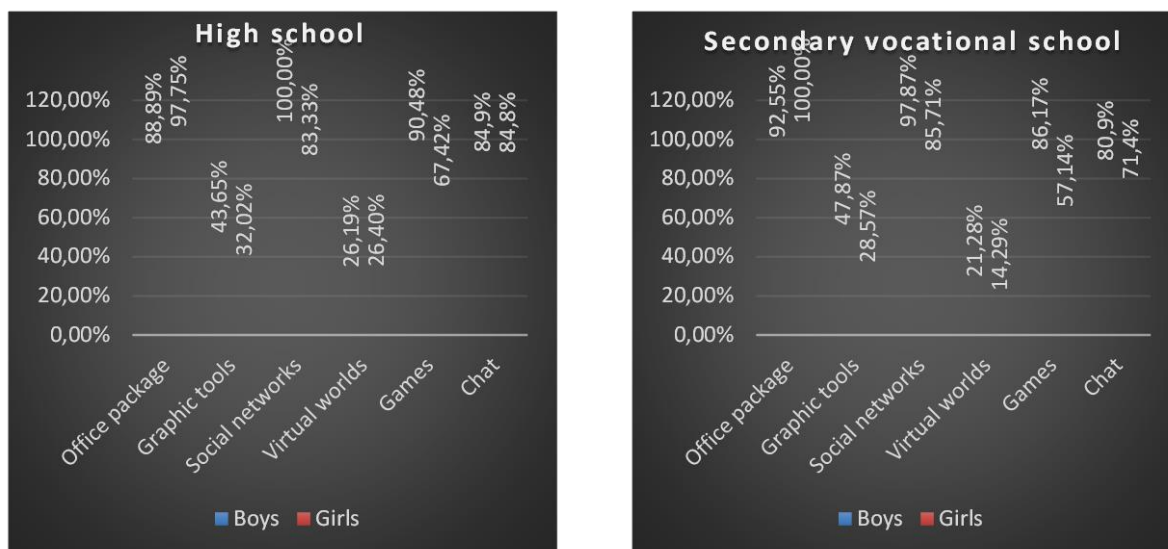 High school
120,00%
100,00%
80,00%
60,00%
40,00%
20,00%
0,00%
88,89%
97,75%
43,65%
32,02%
100,00%
83,33%
26,19%
26,40%
90,48%
67,42%
84,9%
84,8%
Office package
Graphic tools
Social networks
Virtual worlds
Games
Chat
Boys Girls
Secondary vocational school
120,00%
100,00%
80,00%
60,00%
40,00%
20,00%
0,00%
92,55%
100,00%
47,87%
28,57%
97,87%
85,71%
21,28%
14,29%
86,17%
57,14%
80,9%
71,4%
Office package
Graphic tools
Social networks
Virtual worlds
Games
Chat
Boys Girls